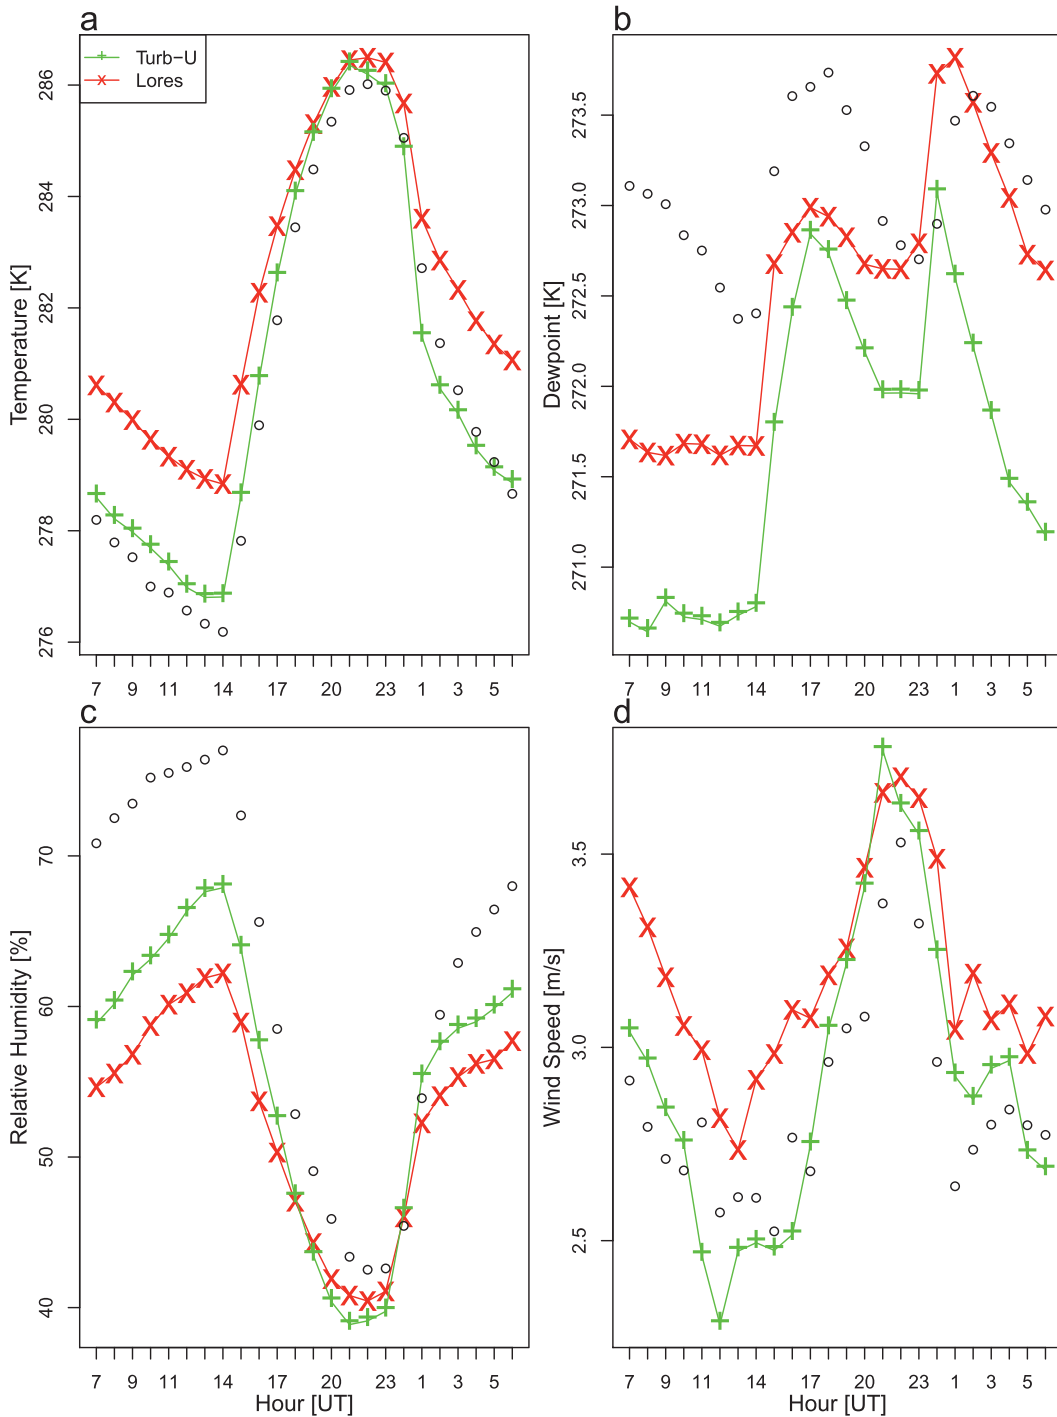 a
Turb−U
Lores
Temperature [K]
286
284
282
280
278
276
7 9 11 14 17 20 23 1 3 5
b
Dewpoint [K]
273.5
273.0
272.5
272.0
271.5
271.0
7 9 11 14 17 20 23 1 3 5
c
Relative Humidity [%]
70
60
50
40
7 9 11 14 17 20 23 1 3 5
Hour [UT]
d
Wind Speed [m/s]
3.5
3.0
2.5
7 9 11 14 17 20 23 1 3 5
Hour [UT]